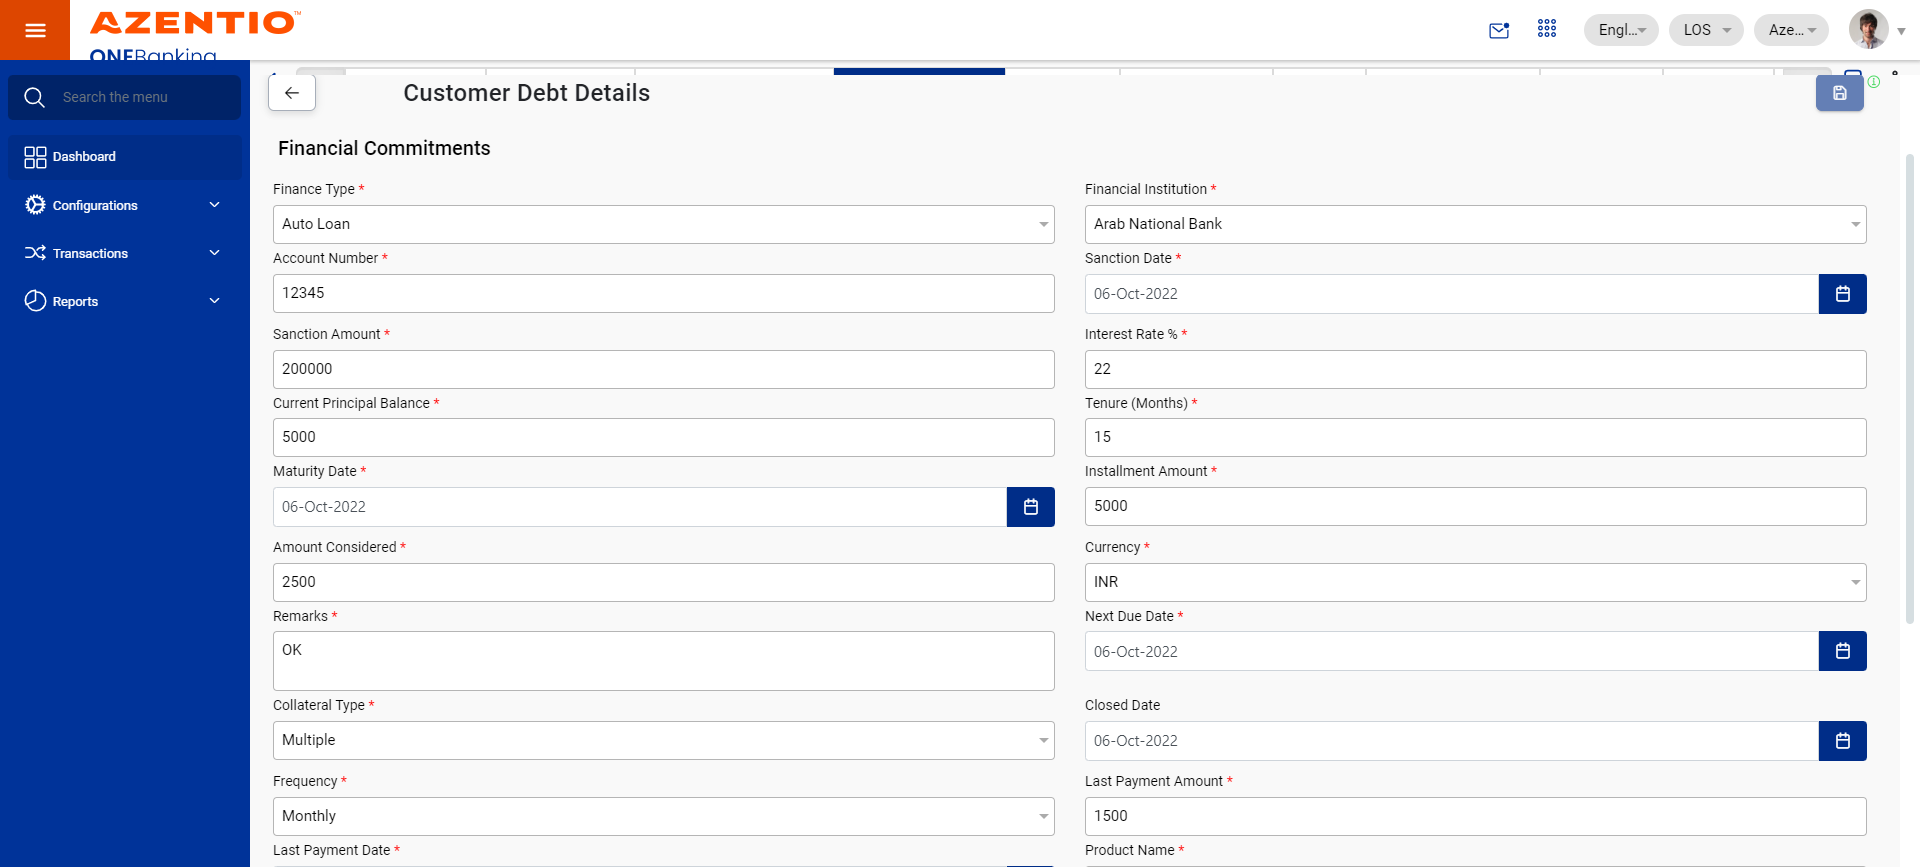 AZENTIO™
ONEBanking
Engl...
LOS
Aze...
Search the menu
Dashboard
Configurations
Transactions
Reports
Customer Debt Details
Financial Commitments
Finance Type *
Financial Institution *
Auto Loan
Arab National Bank
Account Number *
Sanction Date *
12345
06-Oct-2022
Sanction Amount *
Interest Rate % *
200000
22
Current Principal Balance *
Tenure (Months) *
5000
15
Maturity Date *
Installment Amount *
06-Oct-2022
5000
Amount Considered *
Currency *
2500
INR
Remarks *
Next Due Date *
OK
06-Oct-2022
Collateral Type *
Closed Date
Multiple
06-Oct-2022
Frequency *
Last Payment Amount *
Monthly
1500
Last Payment Date *
Product Name *